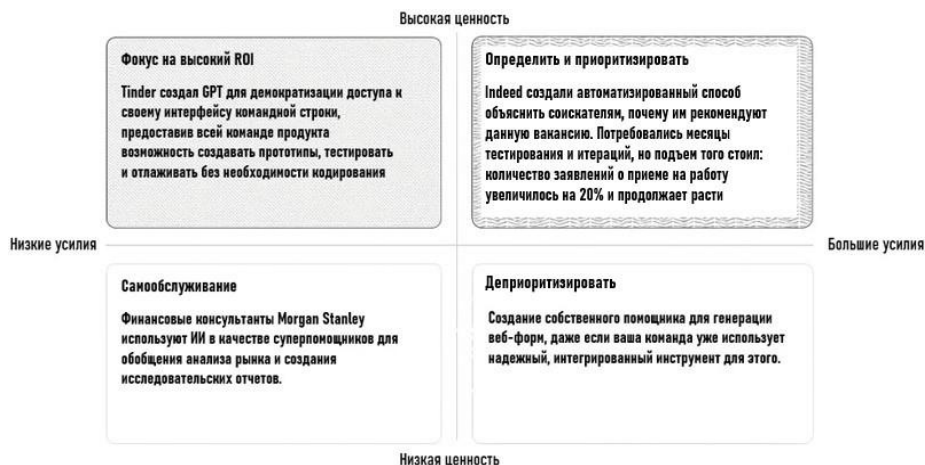 Высокая ценность
Фокус на высокий ROI
Tinder создал GPT для демократизации доступа к
своему интерфейсу командной строки,
предоставив всей команде продукта
возможность создавать прототипы, тестировать
и отлаживать без необходимости кодирования
Определить и приоритизировать
Indeed создали автоматизированный способ
объяснить соискателям, почему им рекомендуют
данную вакансию. Потребовались месяцы
тестирования и итераций, но подъем того стоил:
количество заявлений о приеме на работу
увеличилось на 20% и продолжает расти
Низкие усилия
Большие усилия
Самообслуживание
Финансовые консультанты Morgan Stanley
используют ИИ в качестве суперпомощников для
обобщения анализа рынка и создания
исследовательских отчетов.
Деприоритизировать
Создание собственного помощника для генерации
веб-форм, даже если ваша команда уже использует
надежный, интегрированный инструмент для этого.
Низкая ценность